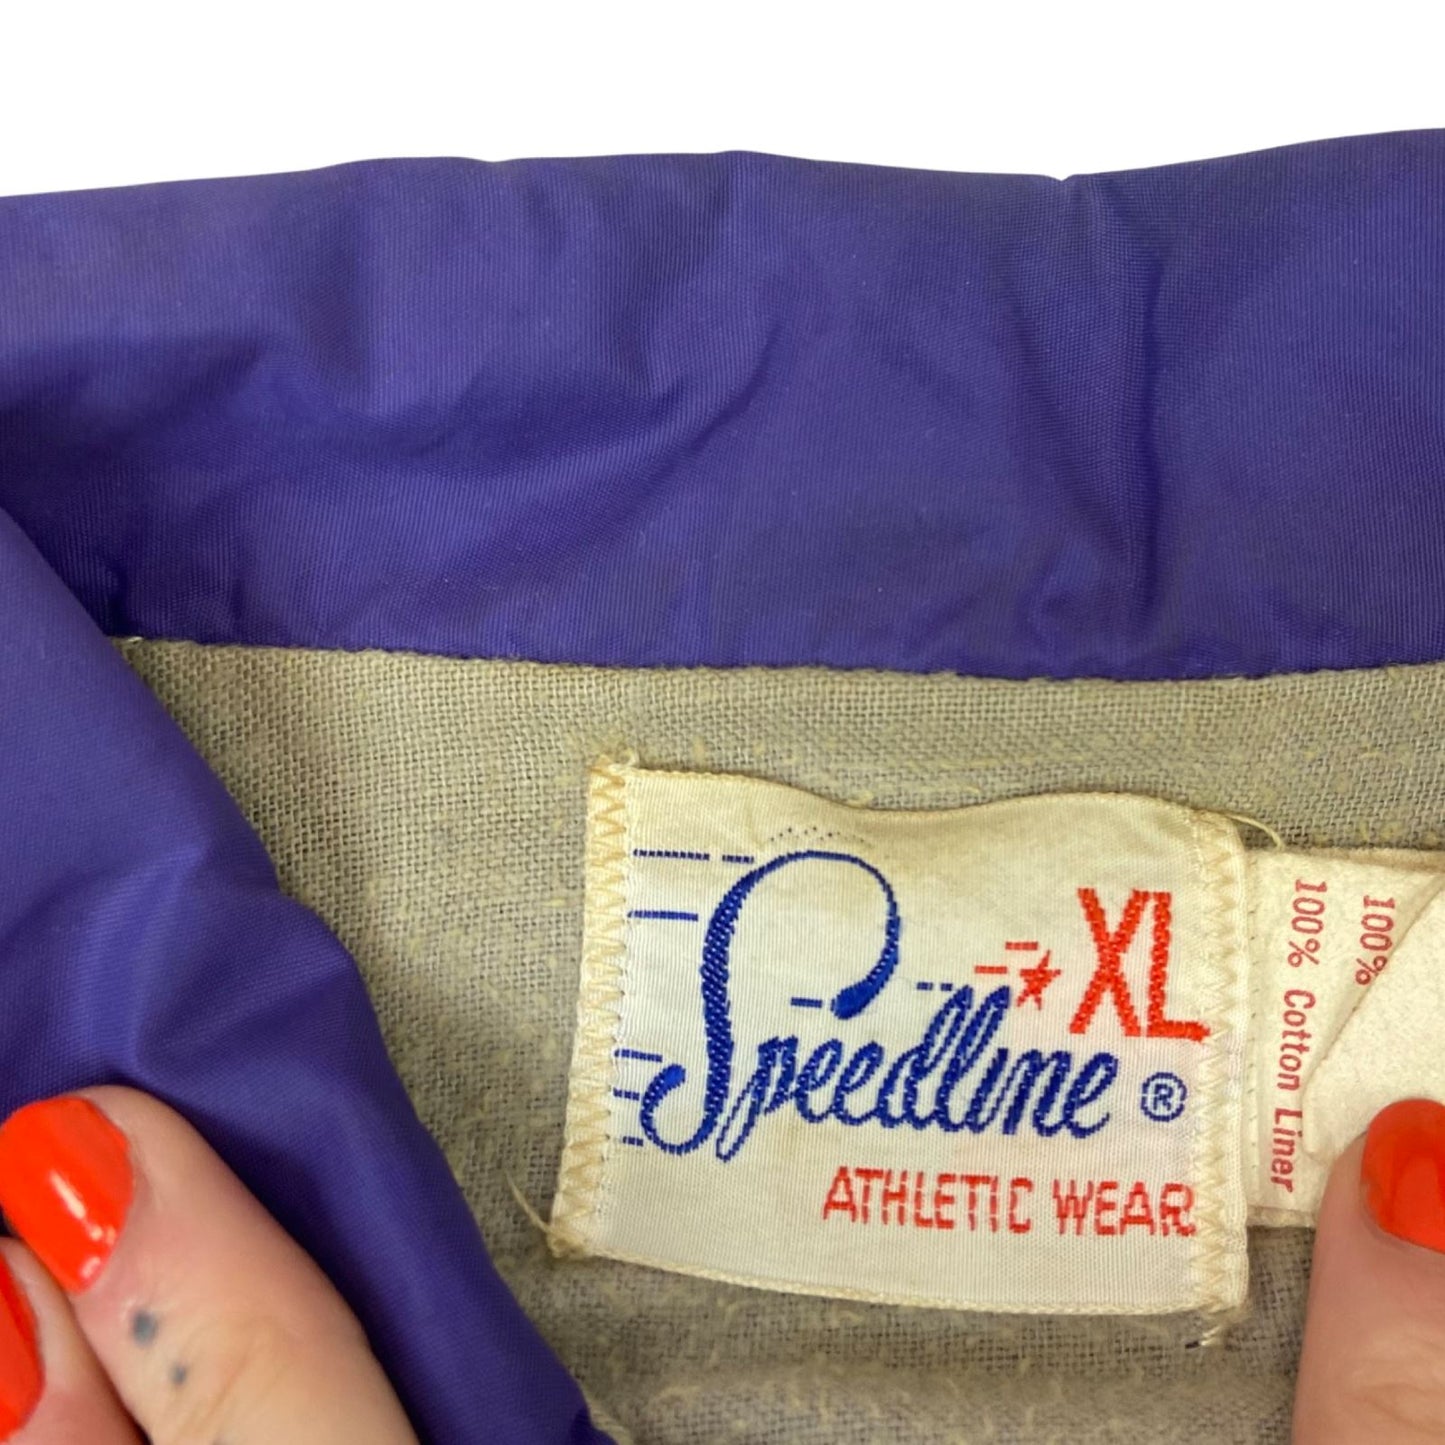 XL
Speedline ®
ATHLETIC WEAR
100%
100% Cotton Liner